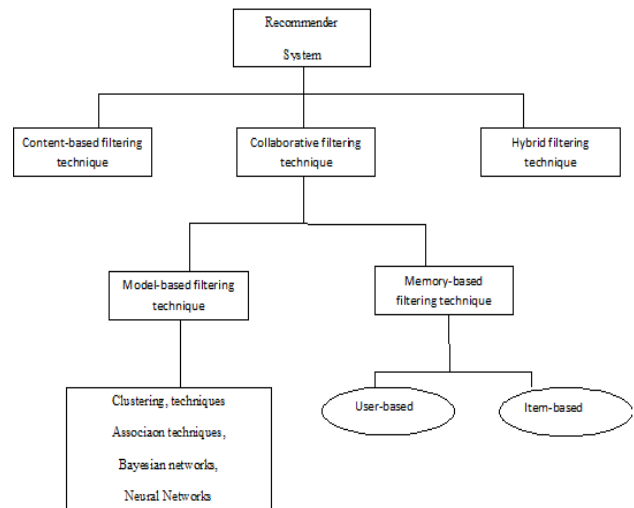 Recommender
System
Content-based filtering
technique
Collaborative filtering
technique
Hybrid filtering
technique
Model-based filtering
technique
Memory-based
filtering technique
Clustering, techniques
Associaon techniques,
Bayesian networks,
Neural Networks
User-based
Item-based